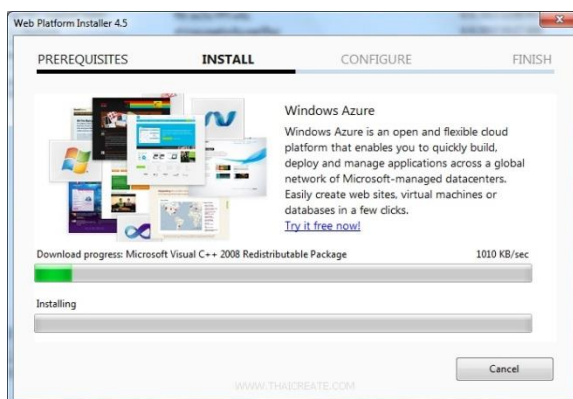 Web Platform Installer 4.5
PREREQUISITES INSTALL CONFIGURE FINISH
Windows Azure
Windows Azure is an open and flexible cloud
platform that enables you to quickly build,
deploy and manage applications across a global
network of Microsoft-managed datacenters.
Easily create web sites, virtual machines or
databases in a few clicks.
Try it free now!
Download progress: Microsoft Visual C++ 2008 Redistributable Package 1010 KB/sec
Installing
Cancel
WWW.THAICREATE.COM